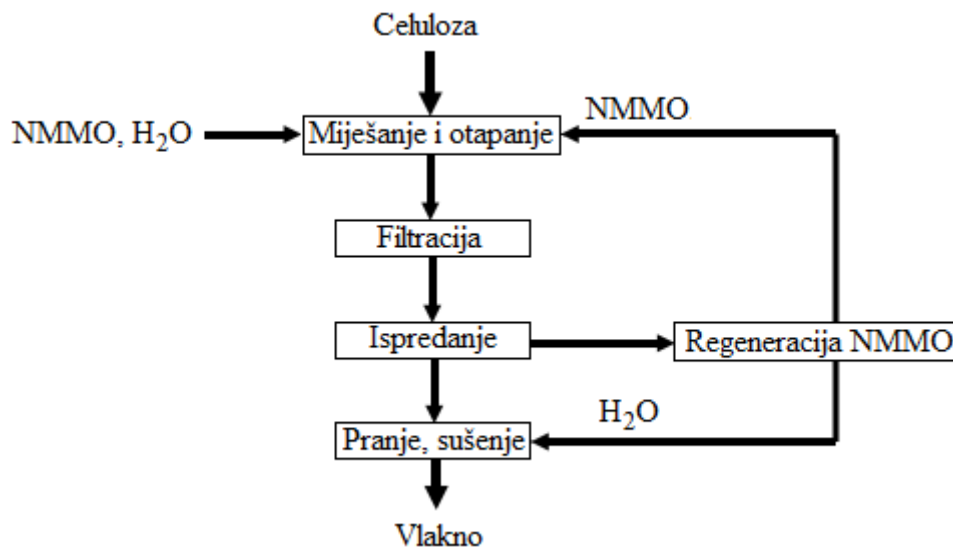 Celuloza
NMMO
NMMO, H₂O
Miješanje i otapanje
Filtracija
Ispredanje
Regeneracija NMMO
H₂O
Pranje, sušenje
Vlakno